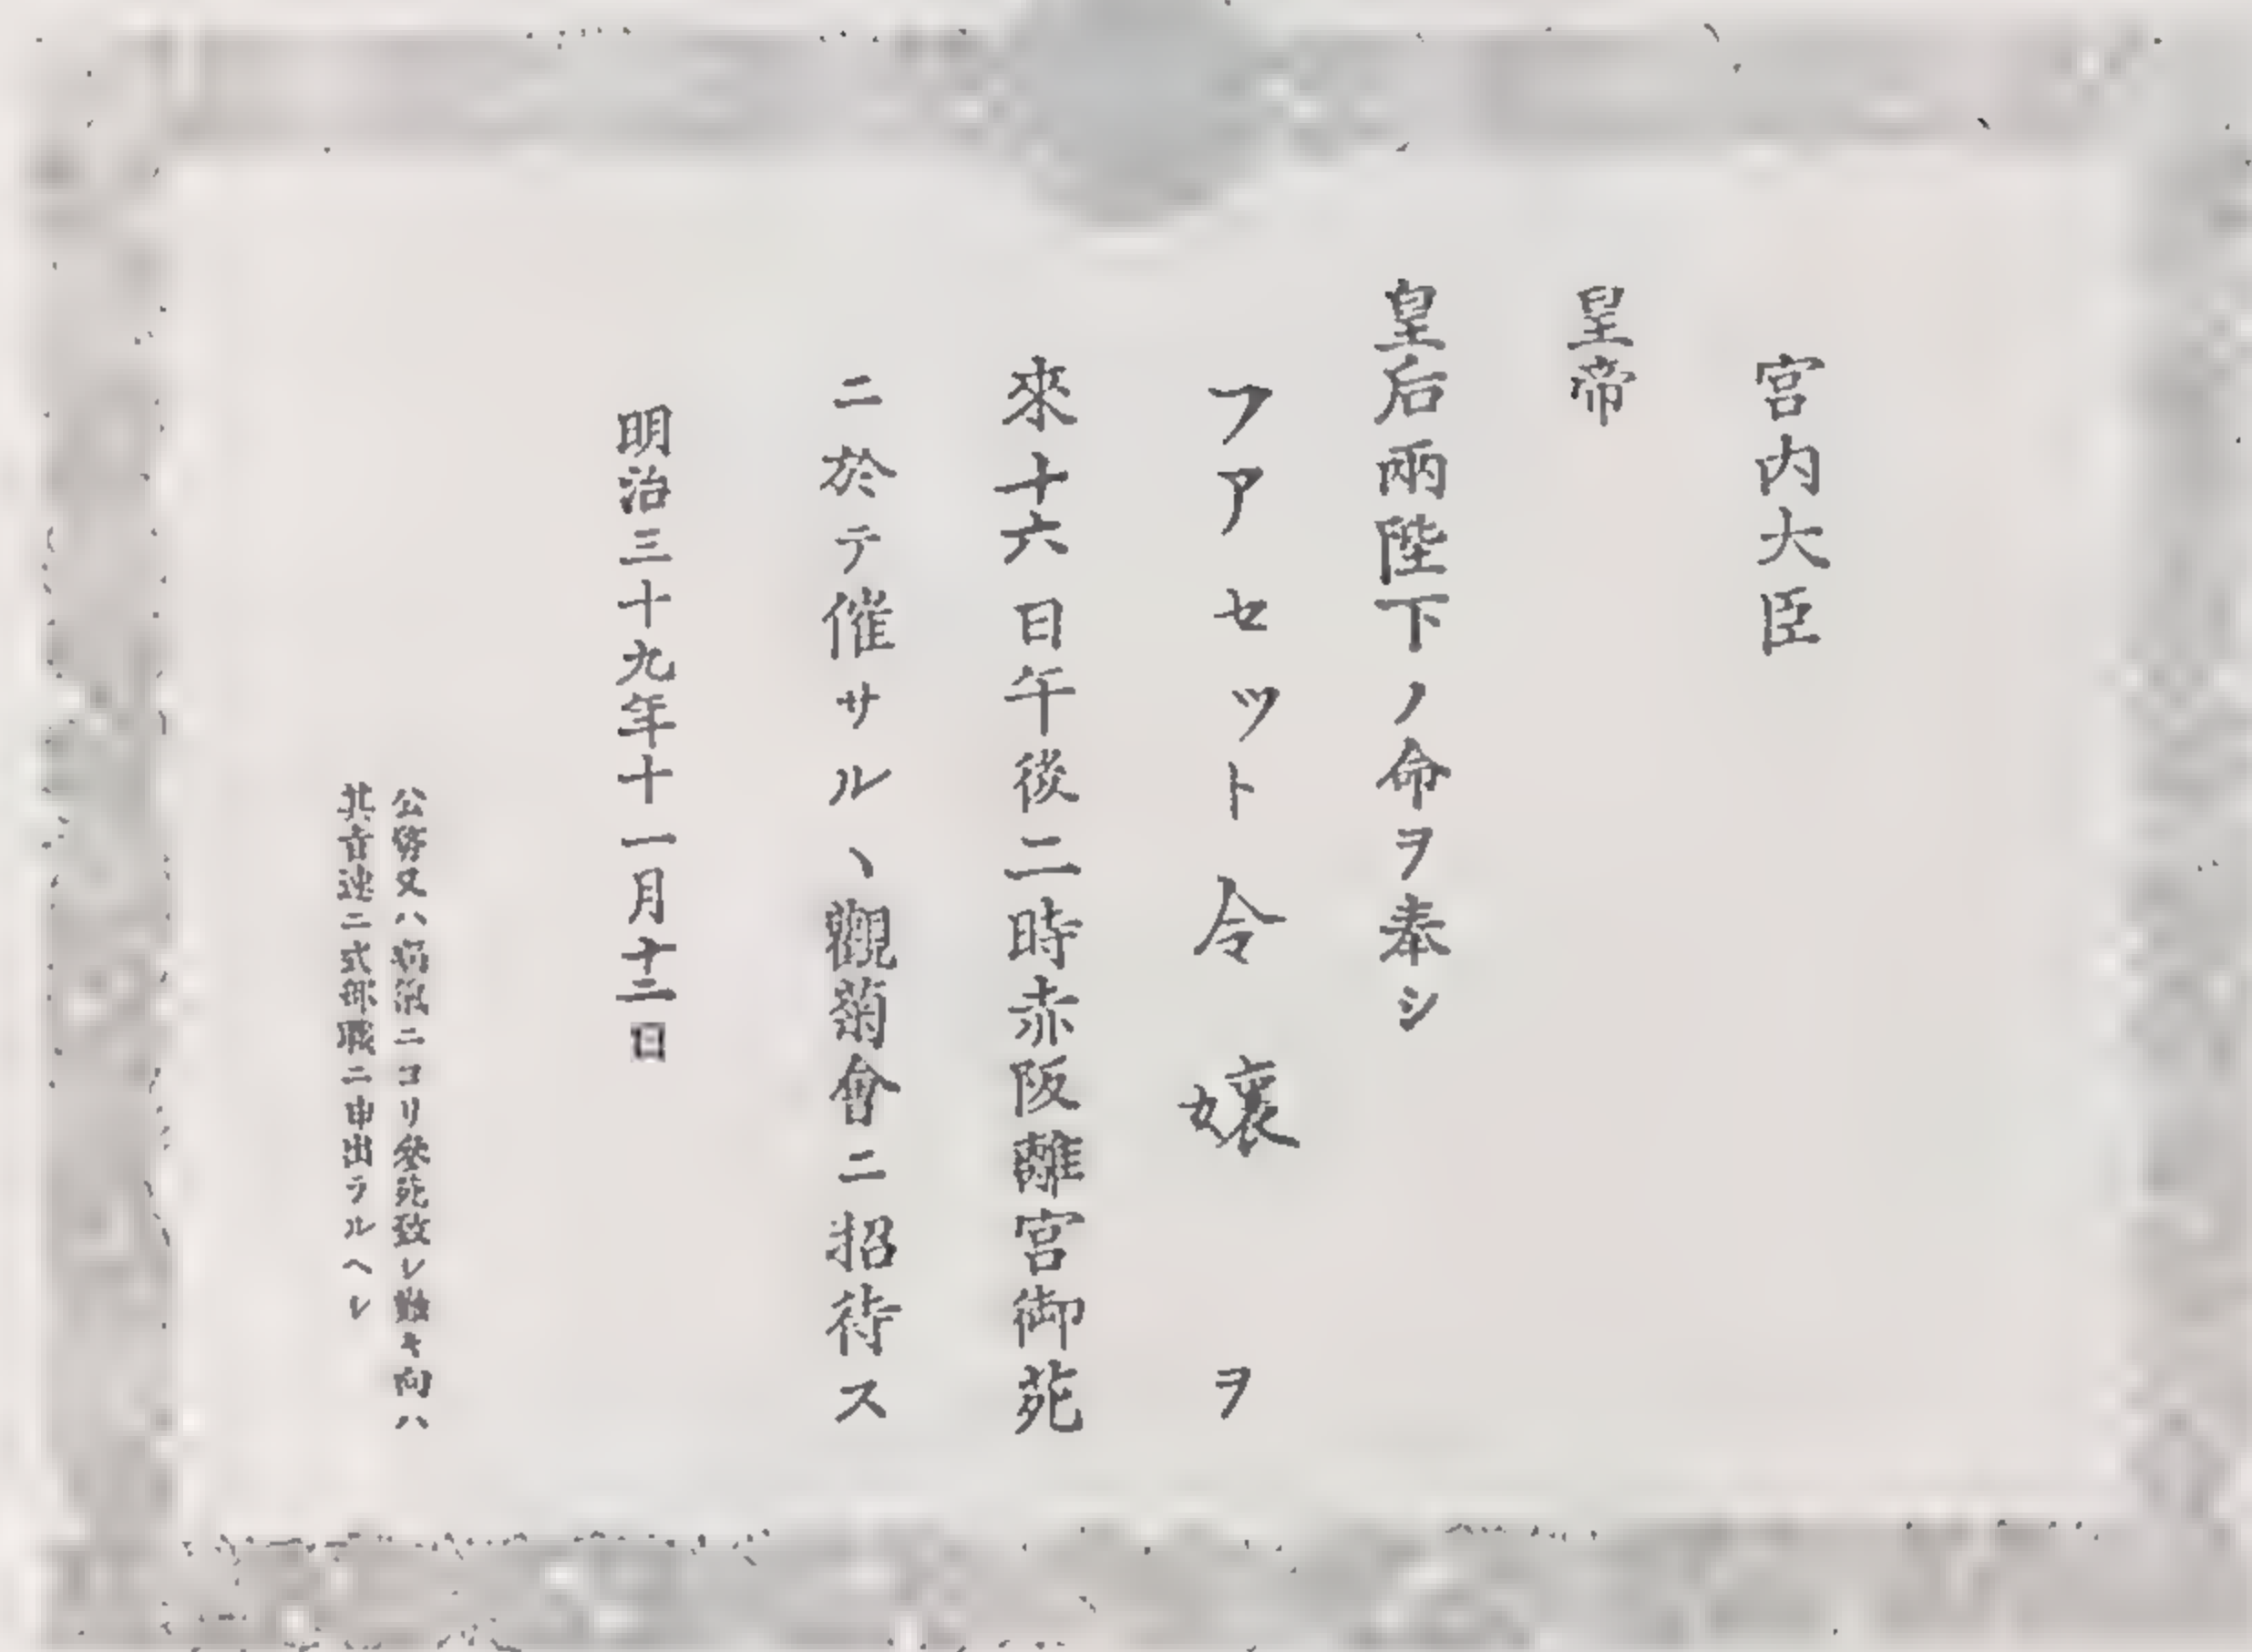 宮内大臣
皇帝
皇后兩陛下ノ命ヲ奉シ
フアセツト令嬢ヲ
來十六日午後二時赤阪離宮御苑
ニ於テ催サルヽ觀菊會ニ招待ス
明治三十九年十一月十二日
公務又ハ病氣ニヨリ參苑致シ難キ向ハ
其旨速ニ式部職ニ申出ラルヘシ